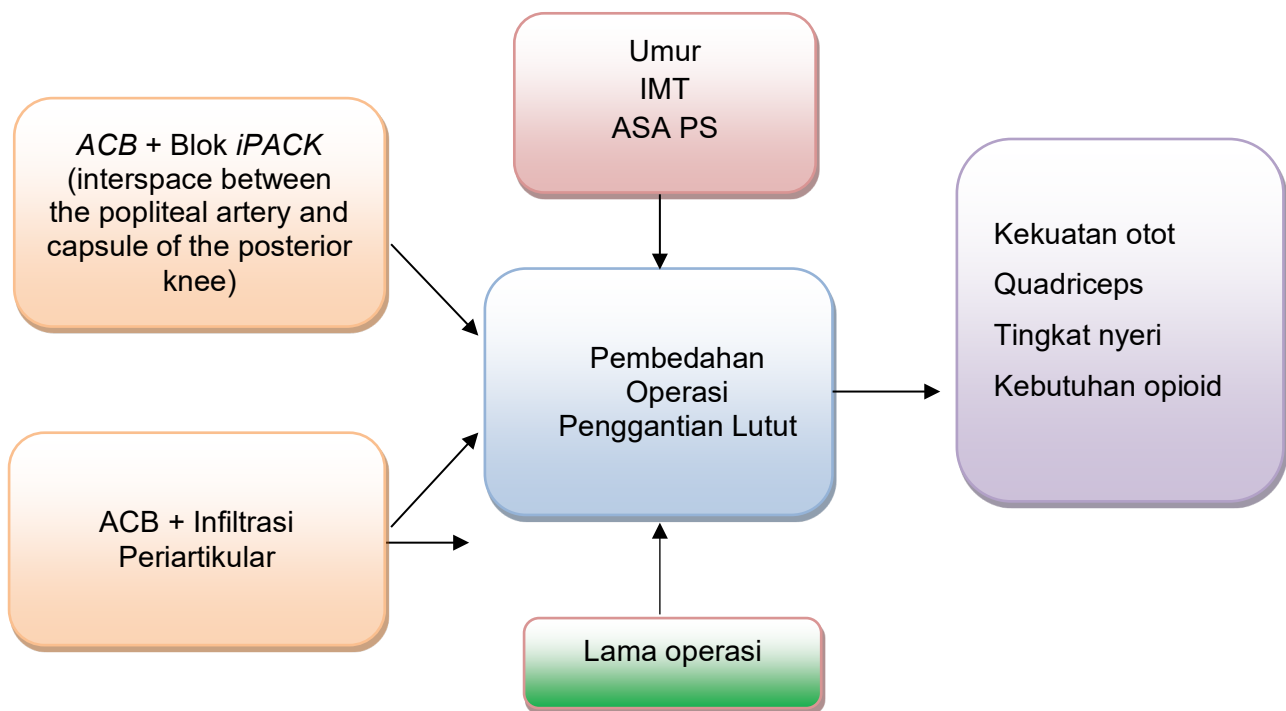 Umur
IMT
ASA PS
ACB + Blok iPACK
(interspace between
the popliteal artery and
capsule of the posterior
knee)
Kekuatan otot
Quadriceps
Tingkat nyeri
Kebutuhan opioid
Pembedahan
Operasi
Penggantian Lutut
ACB + Infiltrasi
Periartikular
Lama operasi